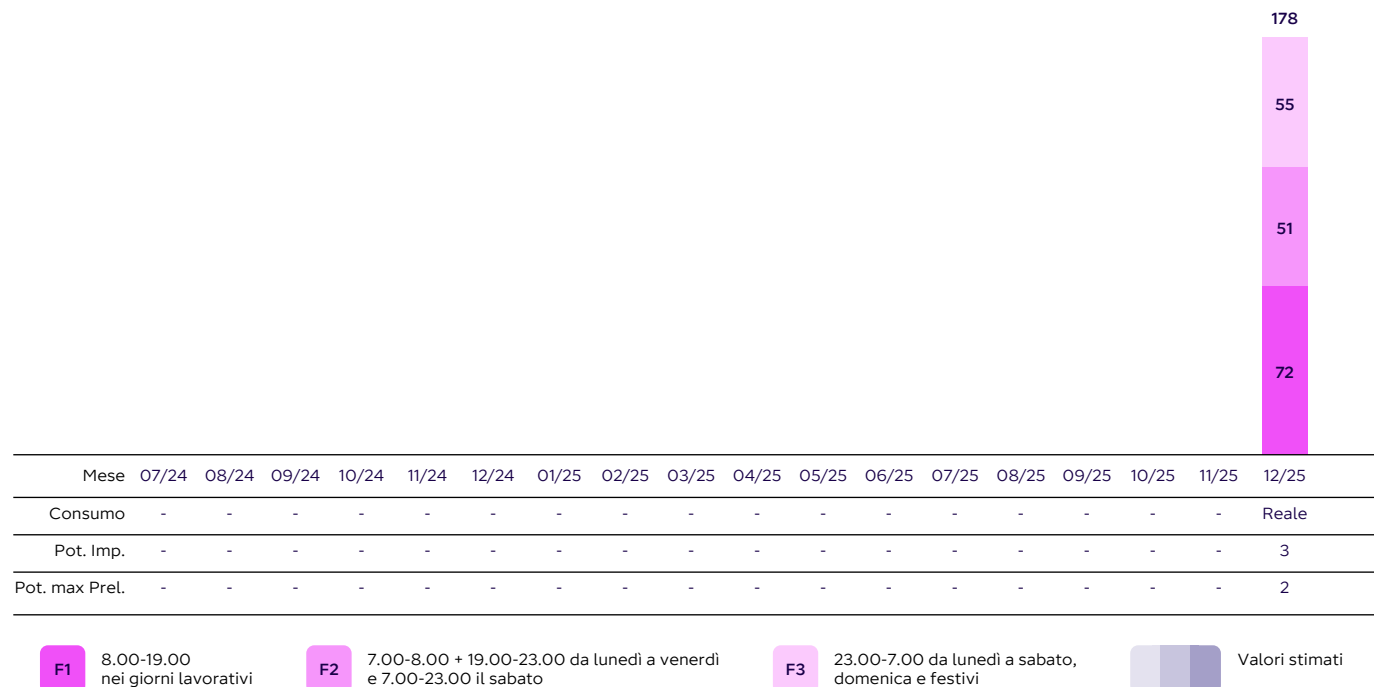 178
55
51
72
Mese 07/24 08/24 09/24 10/24 11/24 12/24 01/25 02/25 03/25 04/25 05/25 06/25 07/25 08/25 09/25 10/25 11/25 12/25
Consumo - - - - - - - - - - - - - - - - - Reale
Pot. Imp. - - - - - - - - - - - - - - - - - 3
Pot. max Prel. - - - - - - - - - - - - - - - - - 2
F1
8.00-19.00
nei giorni lavorativi
F2
7.00-8.00 + 19.00-23.00 da lunedì a venerdì
e 7.00-23.00 il sabato
F3
23.00-7.00 da lunedì a sabato,
domenica e festivi
Valori stimati